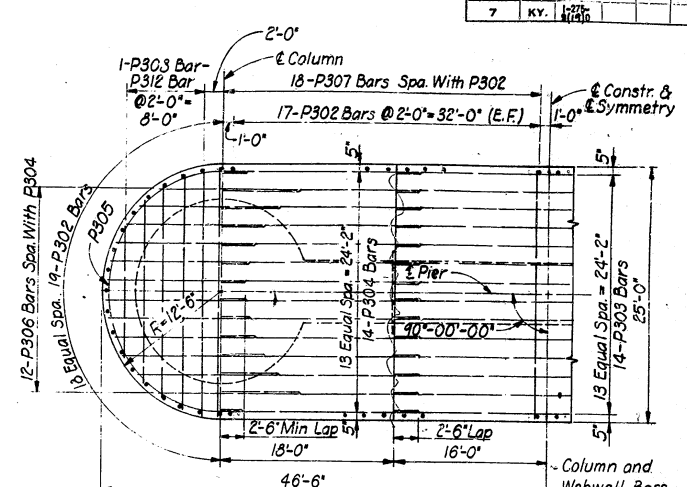 7 KY.
2'-0"
℄ Column
1-P303 Bar-
P312 Bar
@2'-0"=
8'-0"
18-P307 Bars Spa. With P302
℄ Constr. &
℄ Symmetry
17-P302 Bars @ 2'-0"=32'-0" (E.F.)
1'-0"
1'-0"
5"
5"
12-P306 Bars Spa. With P304
18 Equal Spa. 19-P302 Bars
P305
R=12'-6"
13 Equal Spa. = 24'-2"
14-P304 Bars
℄ Pier
90°-00'-00"
13 Equal Spa. = 24'-2"
14-P303 Bars
25'-0"
2'-6" Min Lap
5"
2'-6" Lap
5"
18'-0"
16'-0"
46'-6"
Column and